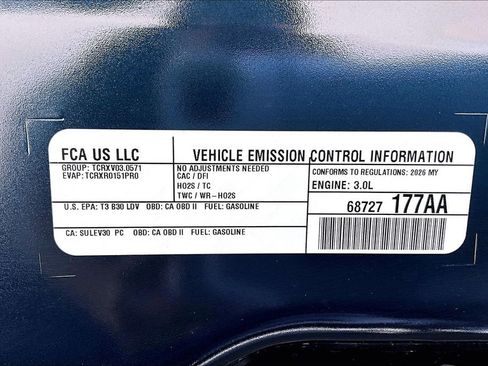 FCA US LLC
VEHICLE EMISSION CONTROL INFORMATION
GROUP: TCRXV03.0571
EVAP: TCRXR0151PR0
NO ADJUSTMENTS NEEDED
CAC / DFI
HO2S / TC
TWC / WR-HO2S
CONFORMS TO REGULATIONS: 2026 MY
ENGINE: 3.0L
U.S. EPA: T3 B30 LDV OBD: CA OBD II FUEL: GASOLINE
68727 177AA
CA: SULEV30 PC OBD: CA OBD II FUEL: GASOLINE